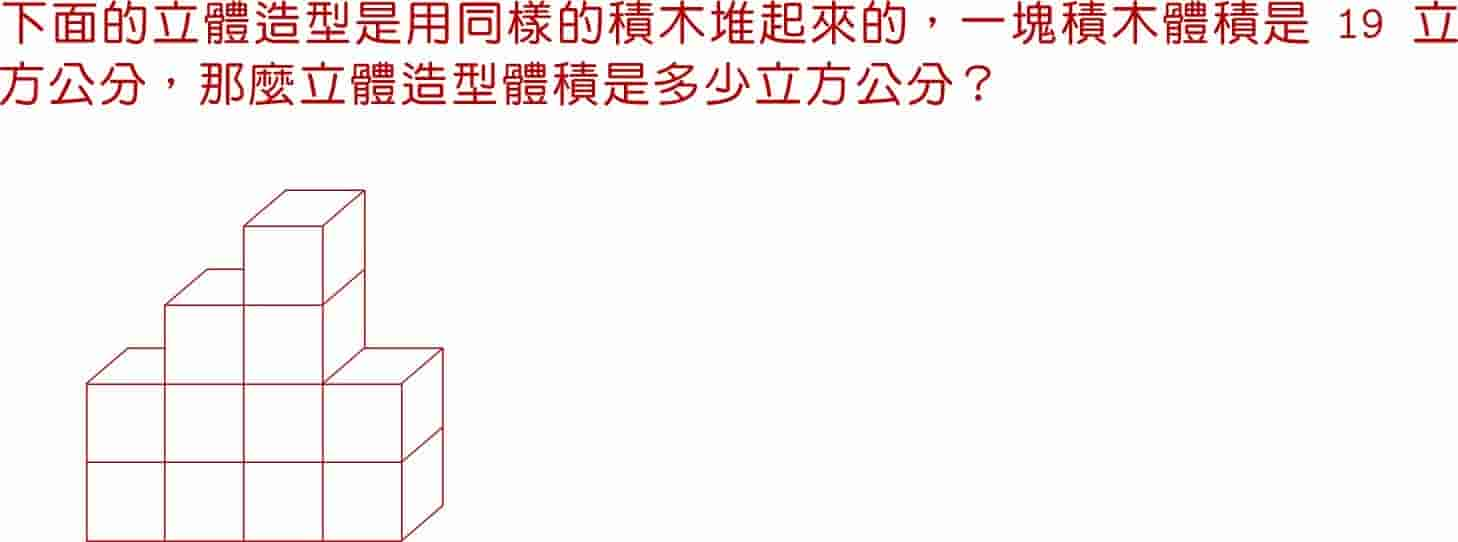 下面的立體造型是用同樣的積木堆起來的，一塊積木體積是 19 立
方公分，那麼立體造型體積是多少立方公分？